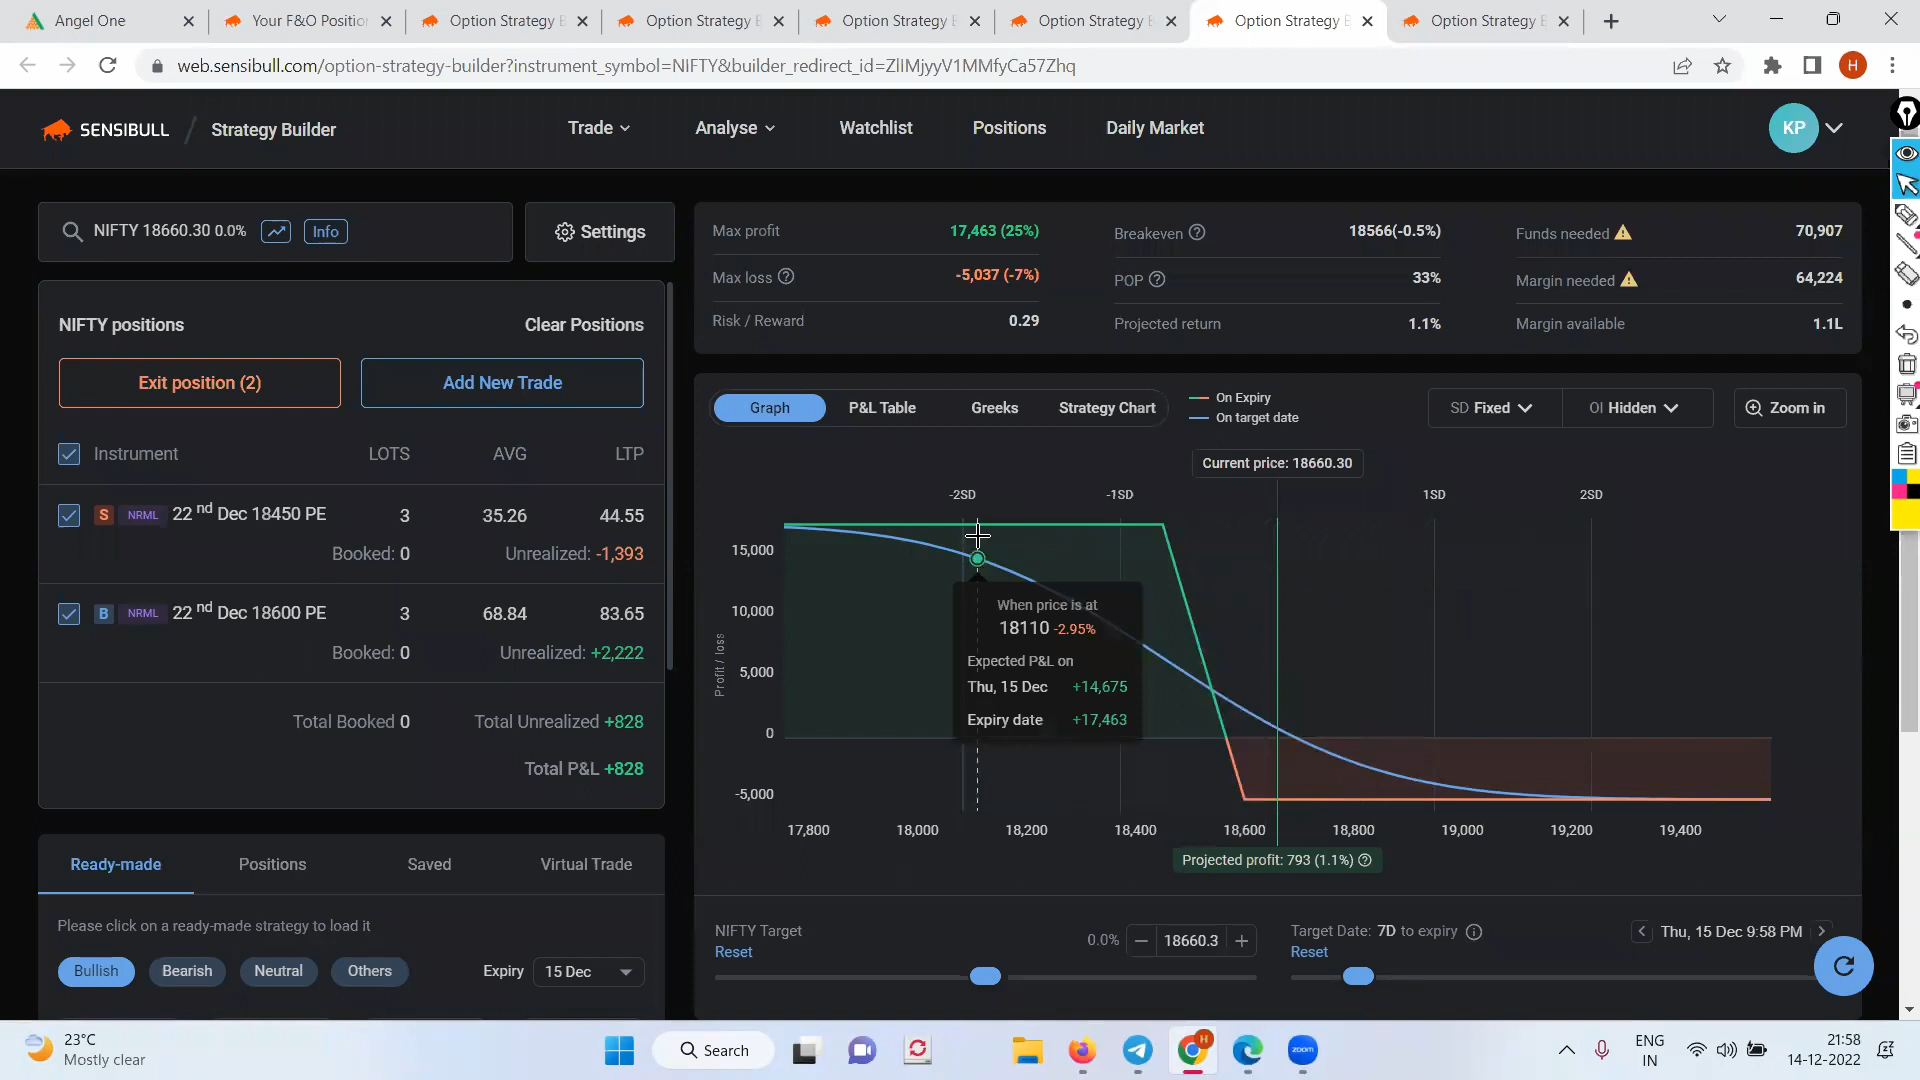 Angel One
Your F&O Positio
Option Strategy B
Option Strategy B
Option Strategy B
Option Strategy B
Option Strategy B
Option Strategy B
web.sensibull.com/option-strategy-builder?instrument_symbol=NIFTY&builder_redirect_id=ZlIMjyyV1MMfyCa57Zhq
H
SENSIBULL / Strategy Builder
Trade
Analyse
Watchlist
Positions
Daily Market
KP
NIFTY 18660.30 0.0%
Info
Settings
Max profit 17,463 (25%)
Max loss -5,037 (-7%)
Risk / Reward 0.29
Breakeven 18566(-0.5%)
POP 33%
Projected return 1.1%
Funds needed 70,907
Margin needed 64,224
Margin available 1.1L
NIFTY positions
Clear Positions
Exit position (2)
Add New Trade
Instrument LOTS AVG LTP
S NRML 22 nd Dec 18450 PE 3 35.26 44.55
Booked: 0 Unrealized: -1,393
B NRML 22 nd Dec 18600 PE 3 68.84 83.65
Booked: 0 Unrealized: +2,222
Total Booked 0 Total Unrealized +828
Total P&L +828
Ready-made
Positions
Saved
Virtual Trade
Please click on a ready-made strategy to load it
Bullish
Bearish
Neutral
Others
Expiry 15 Dec
Graph
P&L Table
Greeks
Strategy Chart
On Expiry
On target date
SD Fixed
OI Hidden
Zoom in
Current price: 18660.30
-2SD
-1SD
1SD
2SD
Profit / loss
15,000
10,000
5,000
0
-5,000
When price is at
18110 -2.95%
Expected P&L on
Thu, 15 Dec +14,675
Expiry date +17,463
17,800
18,000
18,200
18,400
18,600
18,800
19,000
19,200
19,400
Projected profit: 793 (1.1%)
NIFTY Target
Reset
0.0%
18660.3
Target Date: 7D to expiry
Reset
Thu, 15 Dec 9:58 PM
23°C
Mostly clear
Search
H
zoom
ENG
IN
21:58
14-12-2022